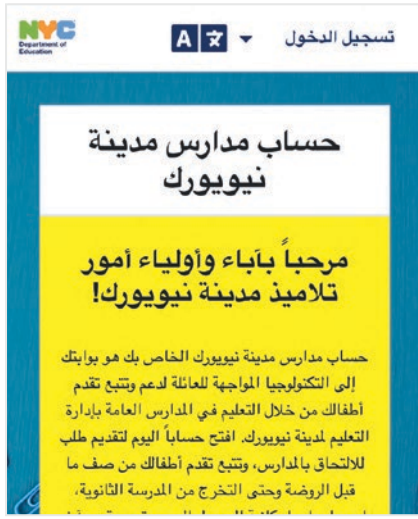 NYC
Department of
Education
تسجيل الدخول
حساب مدارس مدينة
نيويورك
مرحباً بآباء وأولياء أمور
تلاميذ مدينة نيويورك!
حساب مدارس مدينة نيويورك الخاص بك هو بوابتك
إلى التكنولوجيا المواجهة للعائلة لدعم وتتبع تقدم
أطفالك من خلال التعليم في المدارس العامة بإدارة
التعليم لمدينة نيويورك. افتح حساباً اليوم لتقديم طلب
للالتحاق بالمدارس، وتتبع تقدم أطفالك من صف ما
قبل الروضة وحتى التخرج من المدرسة الثانوية،